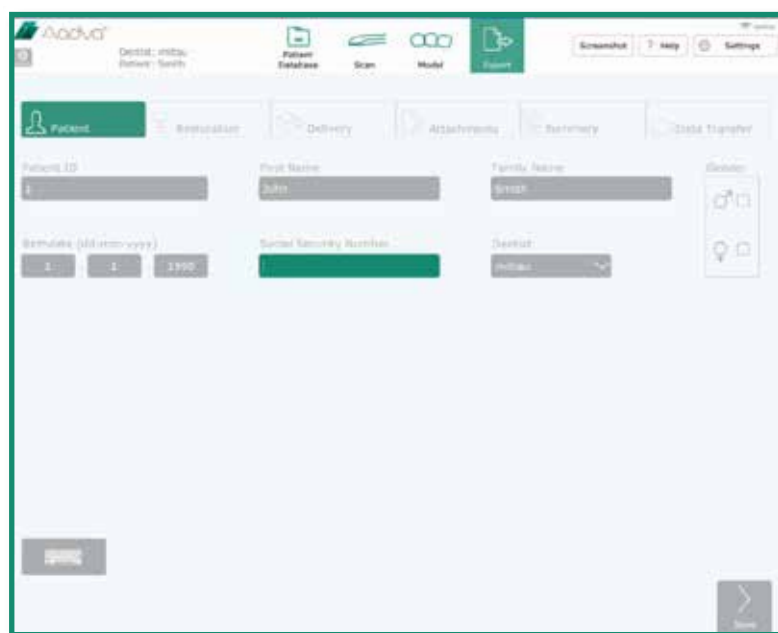 Aadva
Dentist: mitsu
Patient: Smith
Patient Database
Scan
Model
Export
Screenshot
? Help
Settings
Patient
Restoration
Delivery
Attachments
Summary
Data Transfer
Patient ID
First Name
Family Name
Gender
1
John
Smith
Birthdate (dd-mm-yyyy)
Social Security Number
Dentist
1
1
1990
mitsu